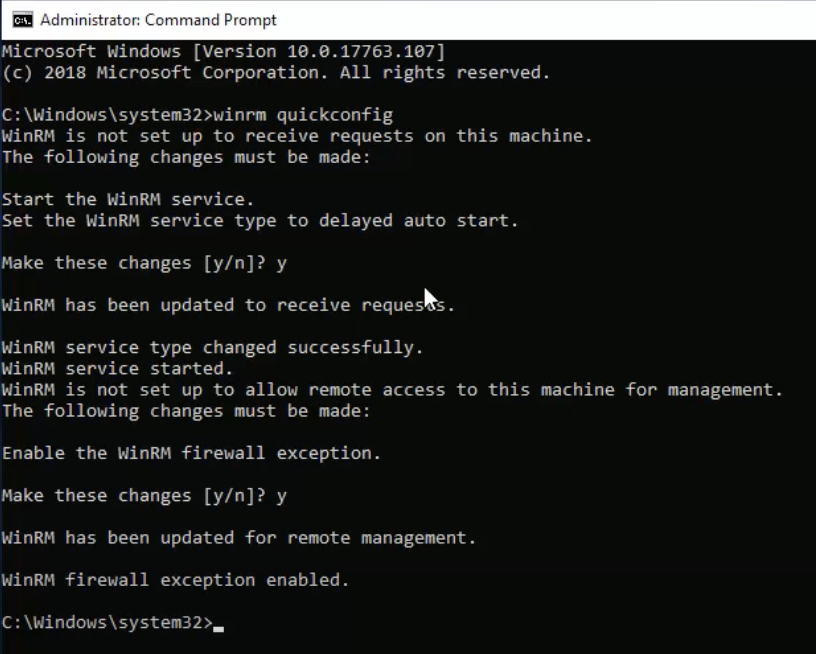 Administrator: Command Prompt
Microsoft Windows [Version 10.0.17763.107]
(c) 2018 Microsoft Corporation. All rights reserved.
C:\Windows\system32>winrm quickconfig
WinRM is not set up to receive requests on this machine.
The following changes must be made:
Start the WinRM service.
Set the WinRM service type to delayed auto start.
Make these changes [y/n]? y
WinRM has been updated to receive requests.
WinRM service type changed successfully.
WinRM service started.
WinRM is not set up to allow remote access to this machine for management.
The following changes must be made:
Enable the WinRM firewall exception.
Make these changes [y/n]? y
WinRM has been updated for remote management.
WinRM firewall exception enabled.
C:\Windows\system32>